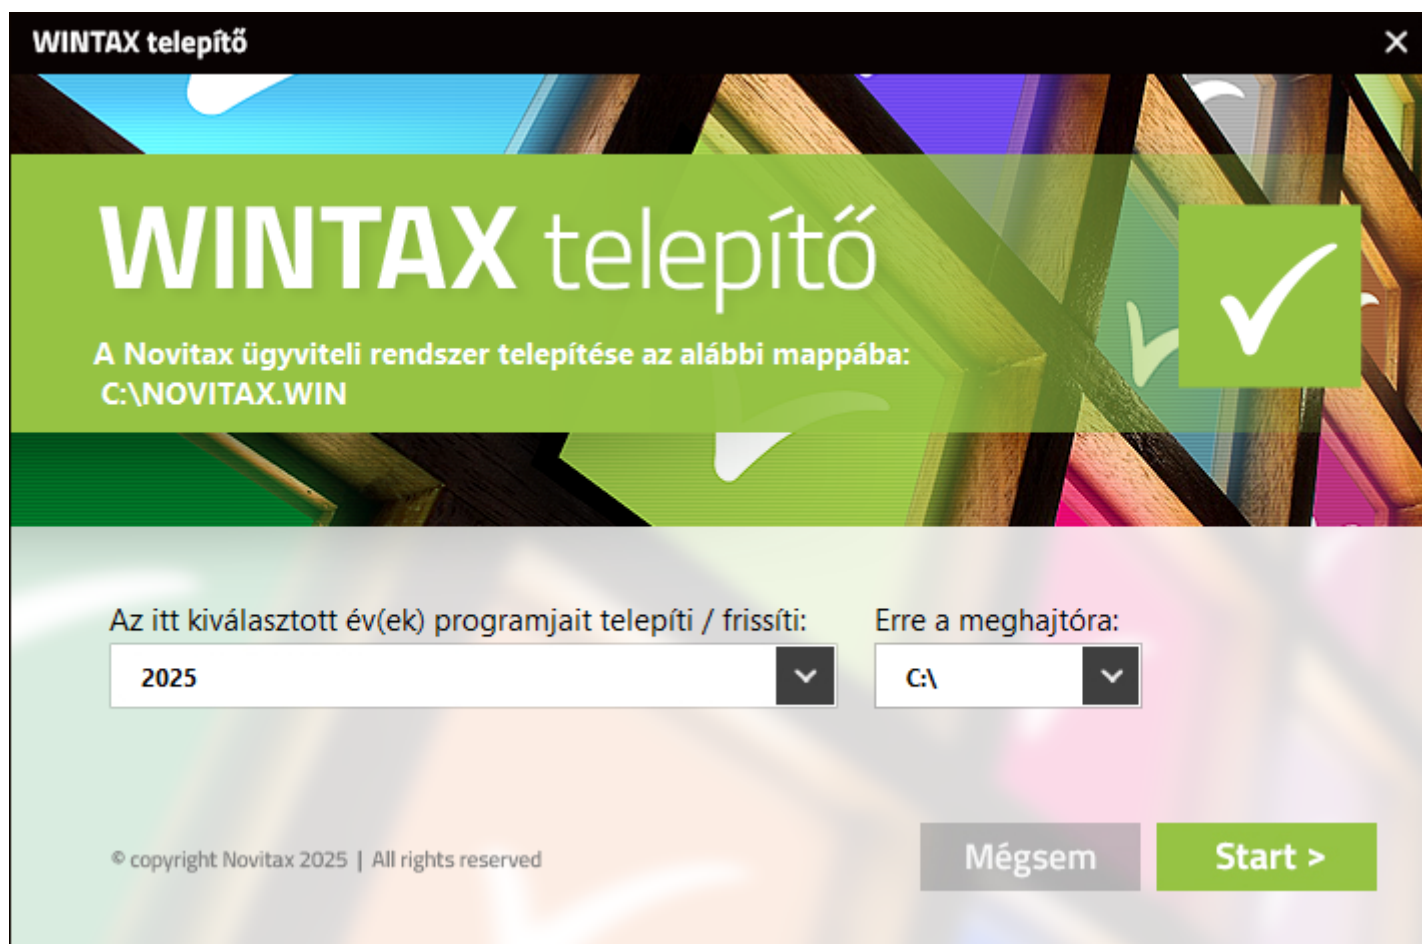 WINTAX telepítő
WINTAX telepítő
A Novitax ügyviteli rendszer telepítése az alábbi mappába:
C:\NOVITAX.WIN
Az itt kiválasztott év(ek) programjait telepíti / frissíti:
Erre a meghajtóra:
2025
C:\
© copyright Novitax 2025 | All rights reserved
Mégsem
Start >